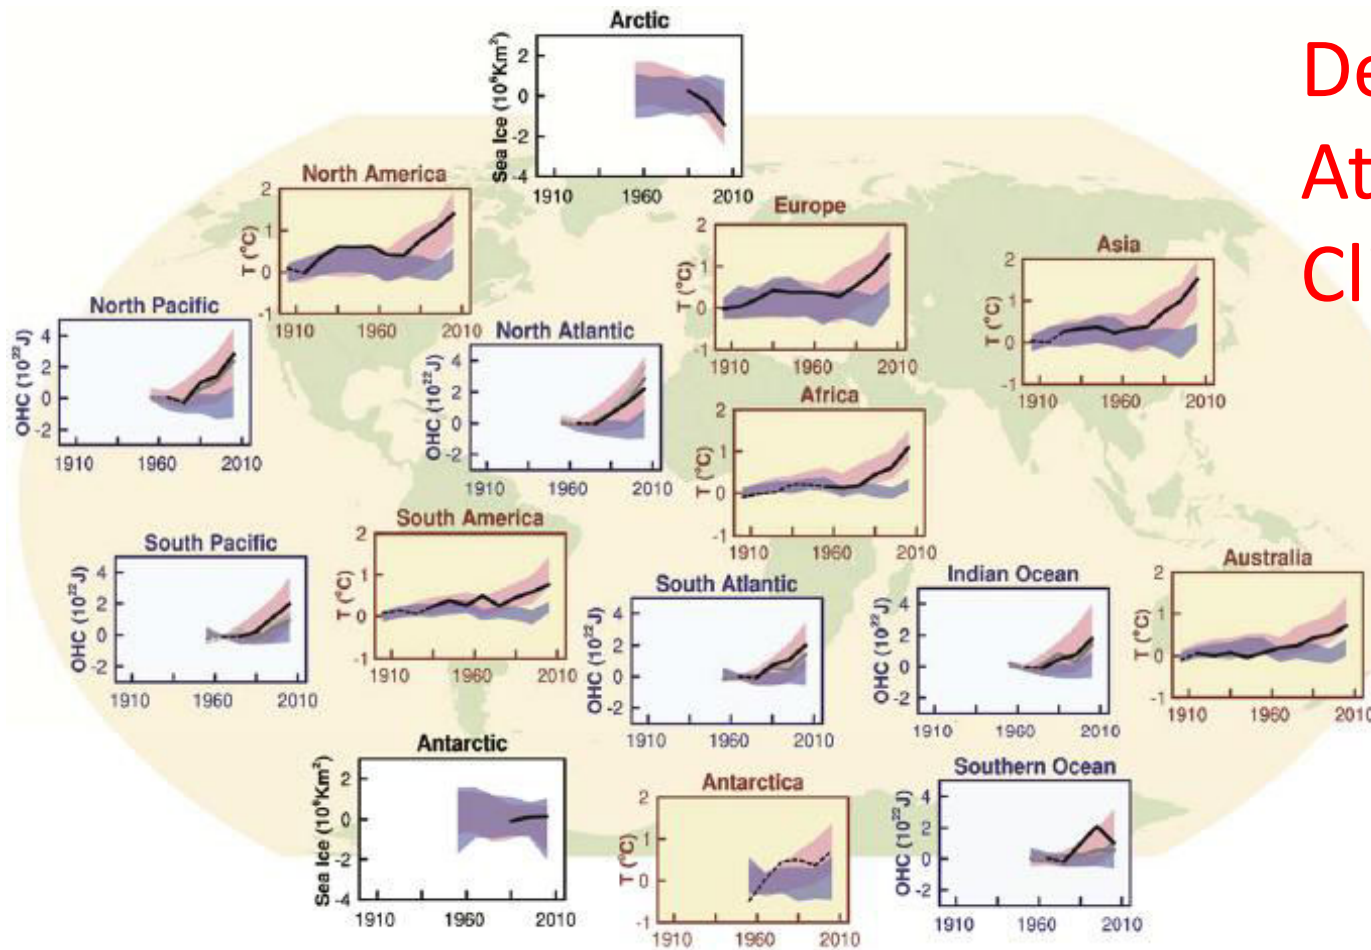 De
At
Cl
Arctic
Sea Ice (10⁶Km²)
2
0
-2
-4
1910 1960 2010
North America
T (°C)
2
1
0
-1
1910 1960 2010
Europe
T (°C)
2
1
0
-1
1910 1960 2010
Asia
T (°C)
2
1
0
-1
1910 1960 2010
North Pacific
OHC (10²²J)
4
2
0
-2
1910 1960 2010
North Atlantic
OHC (10²²J)
4
2
0
-2
1910 1960 2010
Africa
T (°C)
2
1
0
-1
1910 1960 2010
South Pacific
OHC (10²²J)
4
2
0
-2
1910 1960 2010
South America
T (°C)
2
1
0
-1
1910 1960 2010
South Atlantic
OHC (10²²J)
4
2
0
-2
1910 1960 2010
Indian Ocean
OHC (10²²J)
4
2
0
-2
1910 1960 2010
Australia
T (°C)
2
1
0
-1
1910 1960 2010
Antarctic
Sea Ice (10⁶Km²)
2
0
-2
-4
1910 1960 2010
Antarctica
T (°C)
2
1
0
-1
1910 1960 2010
Southern Ocean
OHC (10²²J)
4
2
0
-2
1910 1960 2010